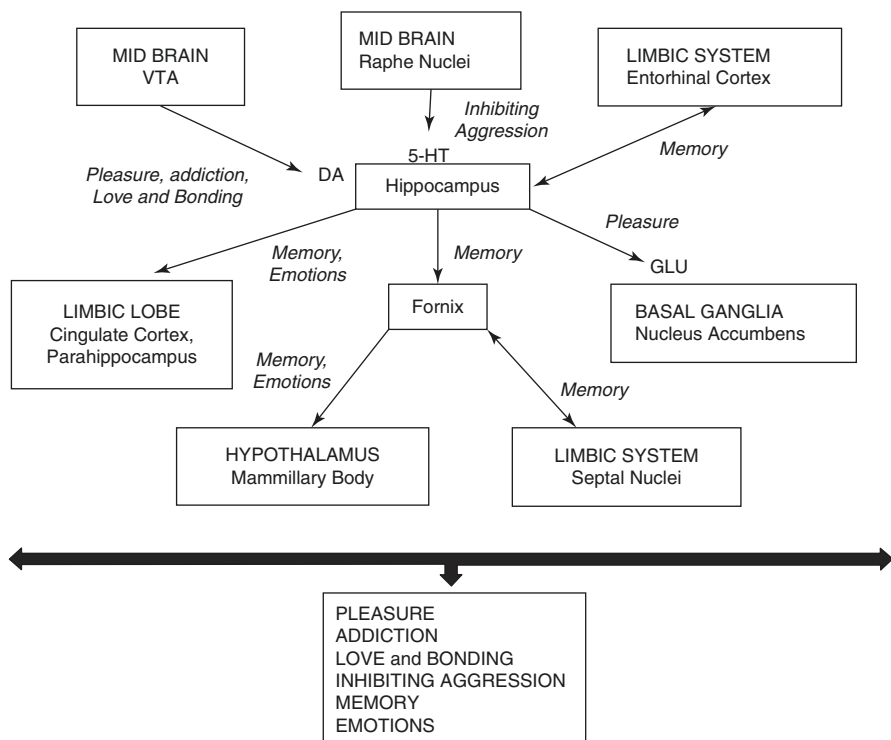 MID BRAIN
VTA
MID BRAIN
Raphe Nuclei
LIMBIC SYSTEM
Entorhinal Cortex
Inhibiting
Aggression
Memory
Pleasure, addiction,
Love and Bonding
DA
5-HT
Hippocampus
Pleasure
Memory,
Emotions
Memory
GLU
LIMBIC LOBE
Cingulate Cortex,
Parahippocampus
Fornix
BASAL GANGLIA
Nucleus Accumbens
Memory,
Emotions
Memory
HYPOTHALAMUS
Mammillary Body
LIMBIC SYSTEM
Septal Nuclei
PLEASURE
ADDICTION
LOVE and BONDING
INHIBITING AGGRESSION
MEMORY
EMOTIONS